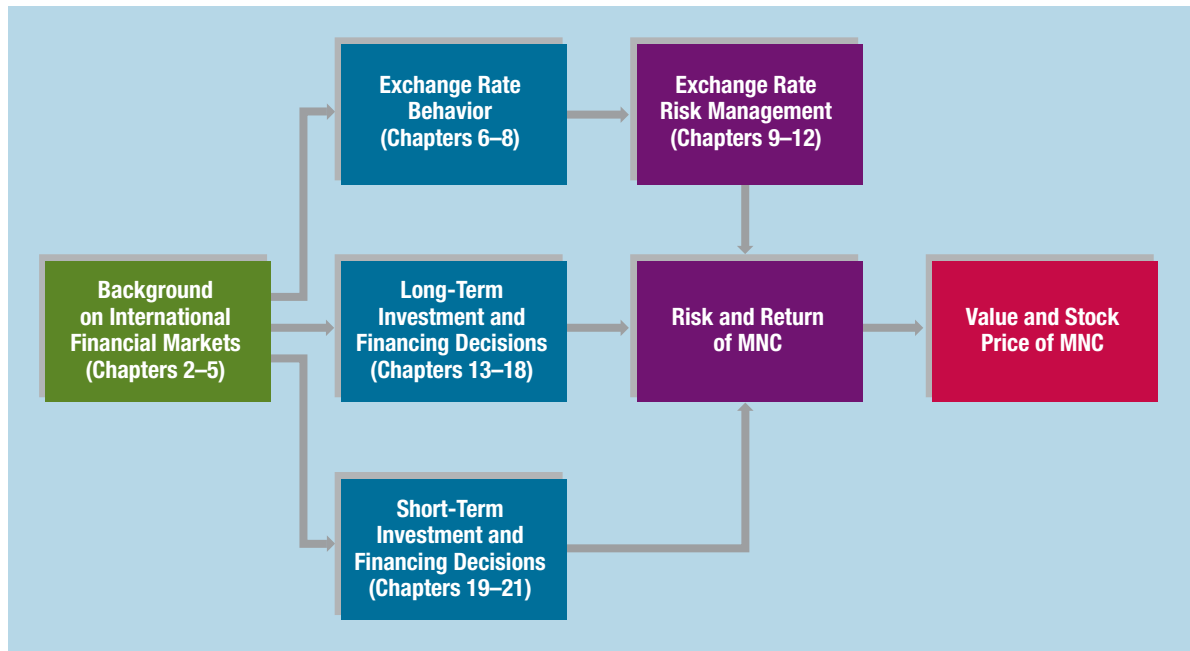 Exchange Rate
Behavior
(Chapters 6–8)
Exchange Rate
Risk Management
(Chapters 9–12)
Background
on International
Financial Markets
(Chapters 2–5)
Long-Term
Investment and
Financing Decisions
(Chapters 13–18)
Risk and Return
of MNC
Value and Stock
Price of MNC
Short-Term
Investment and
Financing Decisions
(Chapters 19–21)